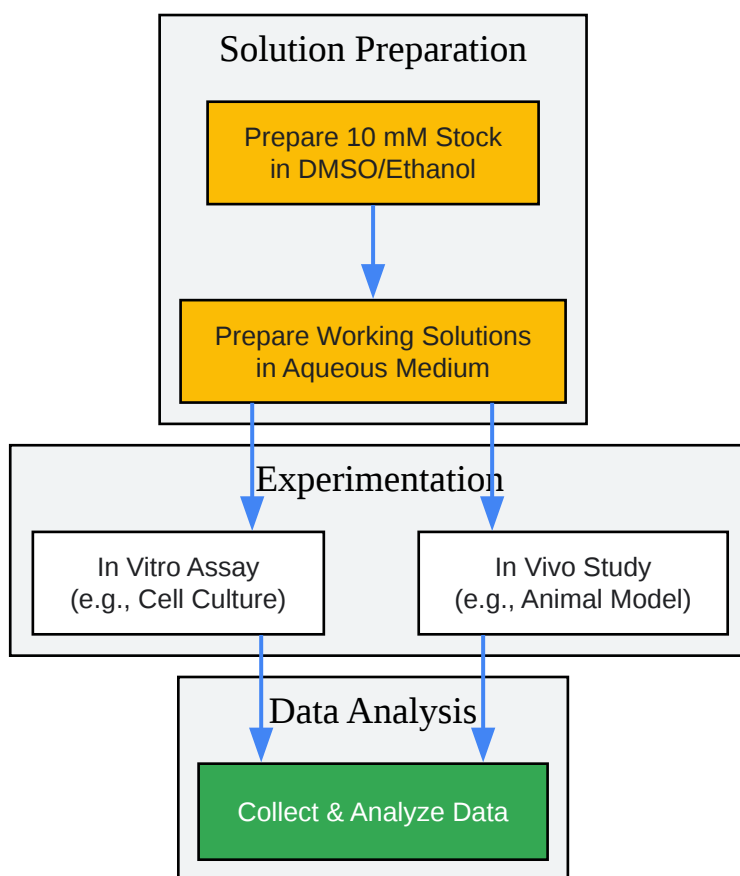 Solution Preparation
Prepare 10 mM Stock
in DMSO/Ethanol
Prepare Working Solutions
in Aqueous Medium
Experimentation
In Vitro Assay
(e.g., Cell Culture)
In Vivo Study
(e.g., Animal Model)
Data Analysis
Collect & Analyze Data